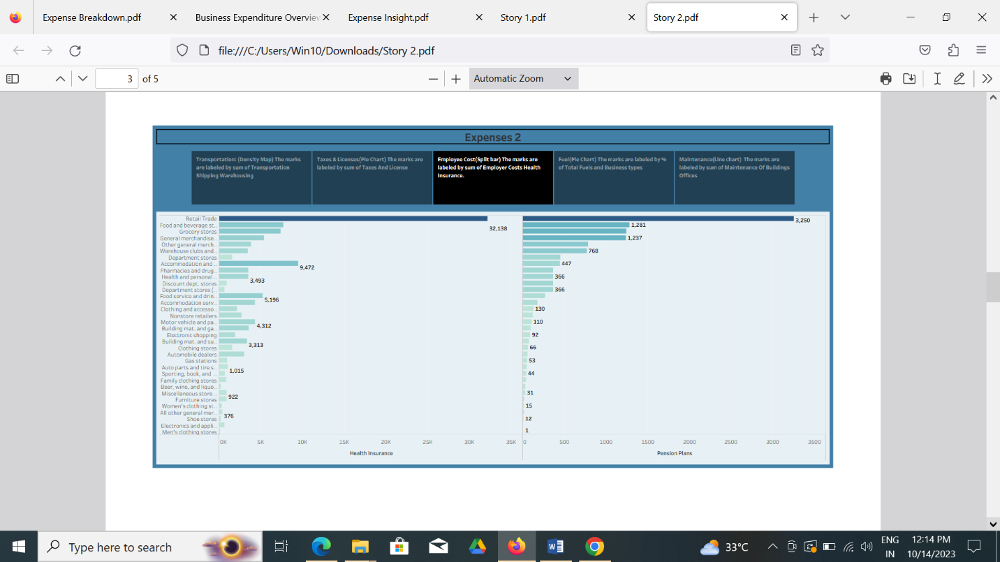 Expense Breakdown.pdf
Business Expenditure Overview
Expense Insight.pdf
Story 1.pdf
Story 2.pdf
file:///C:/Users/Win10/Downloads/Story 2.pdf
3 of 5
Automatic Zoom
Expenses 2
Transportation: (Density Map) The marks
are labeled by sum of Transportation
Shipping Warehousing
Taxes & Licenses(Pie Chart) The marks are
labeled by sum of Taxes And License
Employee Cost(Split bar) The marks are
labeled by sum of Employer Costs Health
Insurance.
Fuel(Pie Chart) The marks are labeled by %
of Total Fuels and Business types
Maintenance(Line chart) The marks are
labeled by sum of Maintenance Of Buildings
Offices
Retail Trade 3,250
Food and beverage st.. 32,138 1,281
Grocery stores
General merchandise.. 1,237
Other general merch..
Warehouse clubs and.. 768
Department stores
Accommodation and .. 9,472 447
Pharmacies and drug..
Health and personal .. 3,493 366
Discount dept. stores
Department stores (.. 366
Food service and drin.. 5,196
Accommodation serv..
Clothing and accesso.. 130
Nonstore retailers
Motor vehicle and pa.. 4,312 110
Building mat. and ga..
Electronic shopping 92
Building mat. and su.. 3,313
Clothing stores 66
Automobile dealers
Gas stations 53
Auto parts and tire s.. 1,015
Sporting, book, and .. 44
Family clothing stores
Beer, wine, and liquo..
Miscellaneous store .. 922 31
Furniture stores
Women's clothing st.. 15
All other general mer.. 376
Shoe stores 12
Electronics and appli..
Men's clothing stores 1
0K 5K 10K 15K 20K 25K 30K 35K 0 500 1000 1500 2000 2500 3000 3500
Health Insurance Pension Plans
Type here to search
33°C
ENG
IN
12:14 PM
10/14/2023